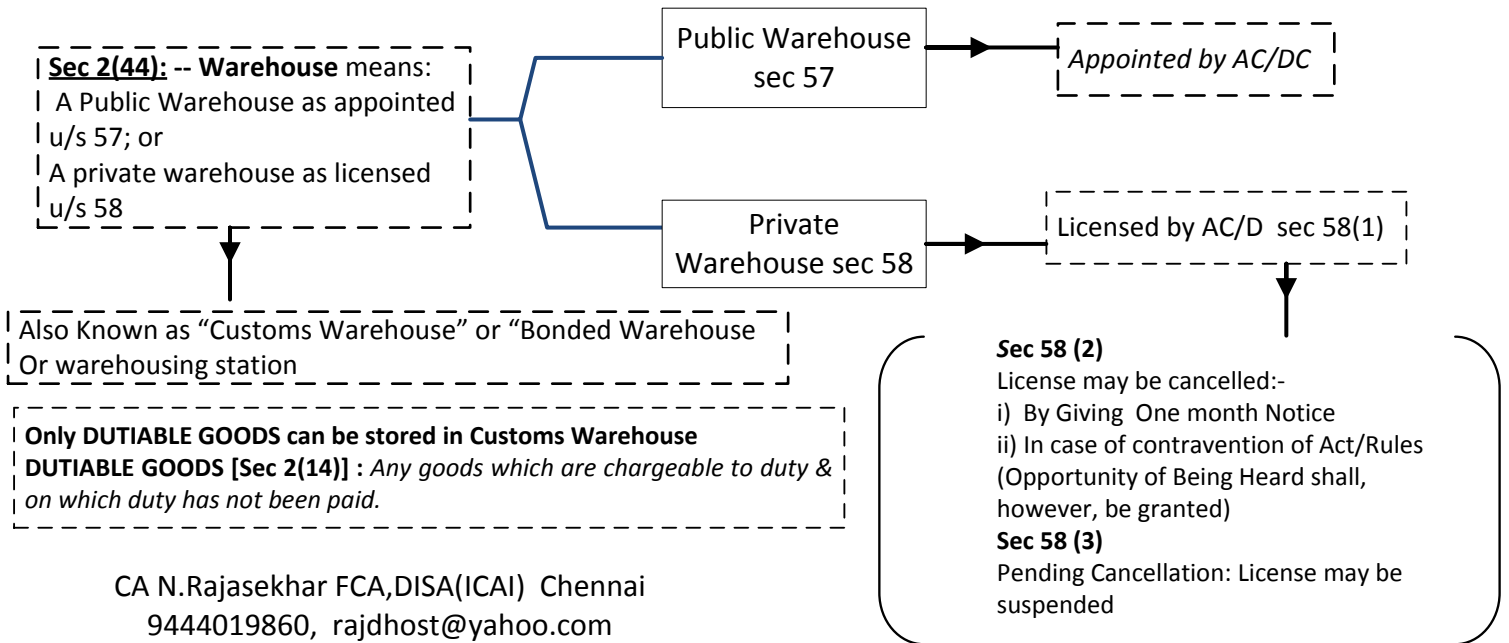 Sec 2(44): -- Warehouse means:
A Public Warehouse as appointed
u/s 57; or
A private warehouse as licensed
u/s 58
Public Warehouse
sec 57
Appointed by AC/DC
Private
Warehouse sec 58
Licensed by AC/D sec 58(1)
Also Known as “Customs Warehouse” or “Bonded Warehouse
Or warehousing station
Only DUTIABLE GOODS can be stored in Customs Warehouse
DUTIABLE GOODS [Sec 2(14)] : Any goods which are chargeable to duty &
on which duty has not been paid.
Sec 58 (2)
License may be cancelled:-
i) By Giving One month Notice
ii) In case of contravention of Act/Rules
(Opportunity of Being Heard shall,
however, be granted)
Sec 58 (3)
Pending Cancellation: License may be
suspended
CA N.Rajasekhar FCA,DISA(ICAI) Chennai
9444019860, rajdhost@yahoo.com